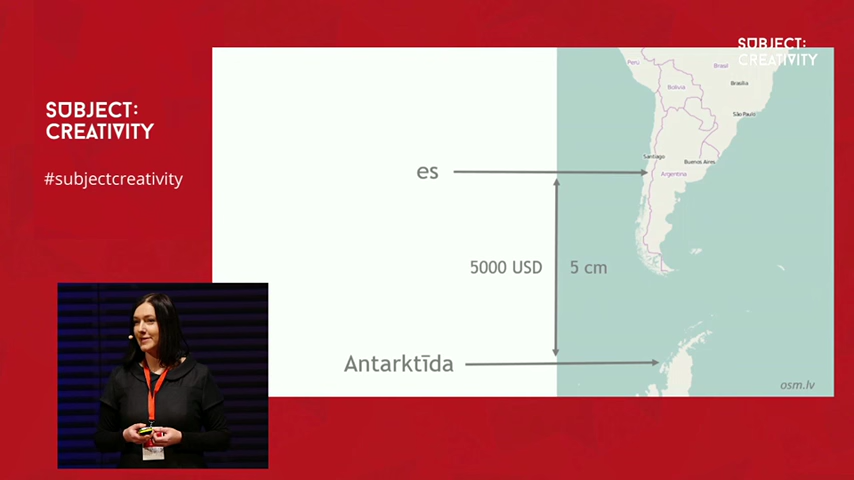 SUBJECT:
CREATIVITY
#subjectcreativity
SUBJECT:
CREATIVITY
Perú
Brasil
Brasília
Bolivia
São Paulo
Santiago
Buenos Aires
es
Argentina
5000 USD
5 cm
Antarktīda
osm.lv